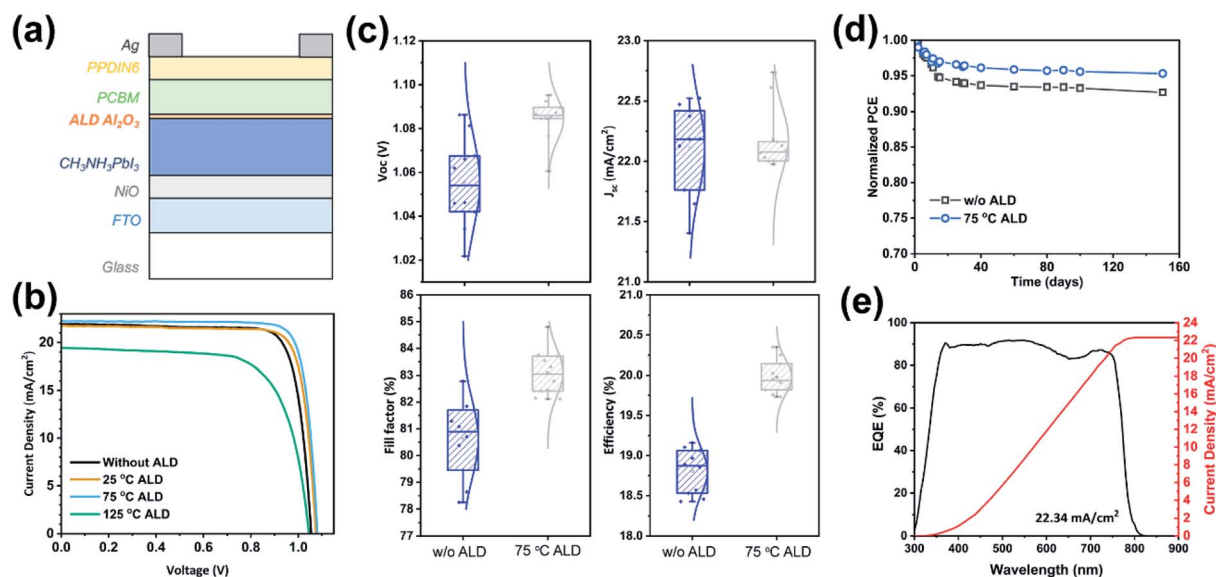 (a)
Ag
PPDIN6
PCBM
ALD Al₂O₃
CH₃NH₃PbI₃
NiO
FTO
Glass
(b)
Current Density (mA/cm²)
20
10
0
Without ALD
25 °C ALD
75 °C ALD
125 °C ALD
0.0 0.2 0.4 0.6 0.8 1.0
Voltage (V)
(c)
Voc (V)
1.12
1.10
1.08
1.06
1.04
1.02
J_sc (mA/cm²)
23.0
22.5
22.0
21.5
21.0
Fill factor (%)
86
85
84
83
82
81
80
79
78
77
w/o ALD 75 °C ALD
Efficiency (%)
21.0
20.5
20.0
19.5
19.0
18.5
18.0
w/o ALD 75 °C ALD
(d)
Normalized PCE
1.00
0.95
0.90
0.85
0.80
0.75
0.70
w/o ALD
75 °C ALD
0 40 80 120 160
Time (days)
(e)
EQE (%)
100
80
60
40
20
0
22.34 mA/cm²
300 400 500 600 700 800 900
Wavelength (nm)
24
22
20
18
16
14
12
10
8
6
4
2
0
Current Density (mA/cm²)